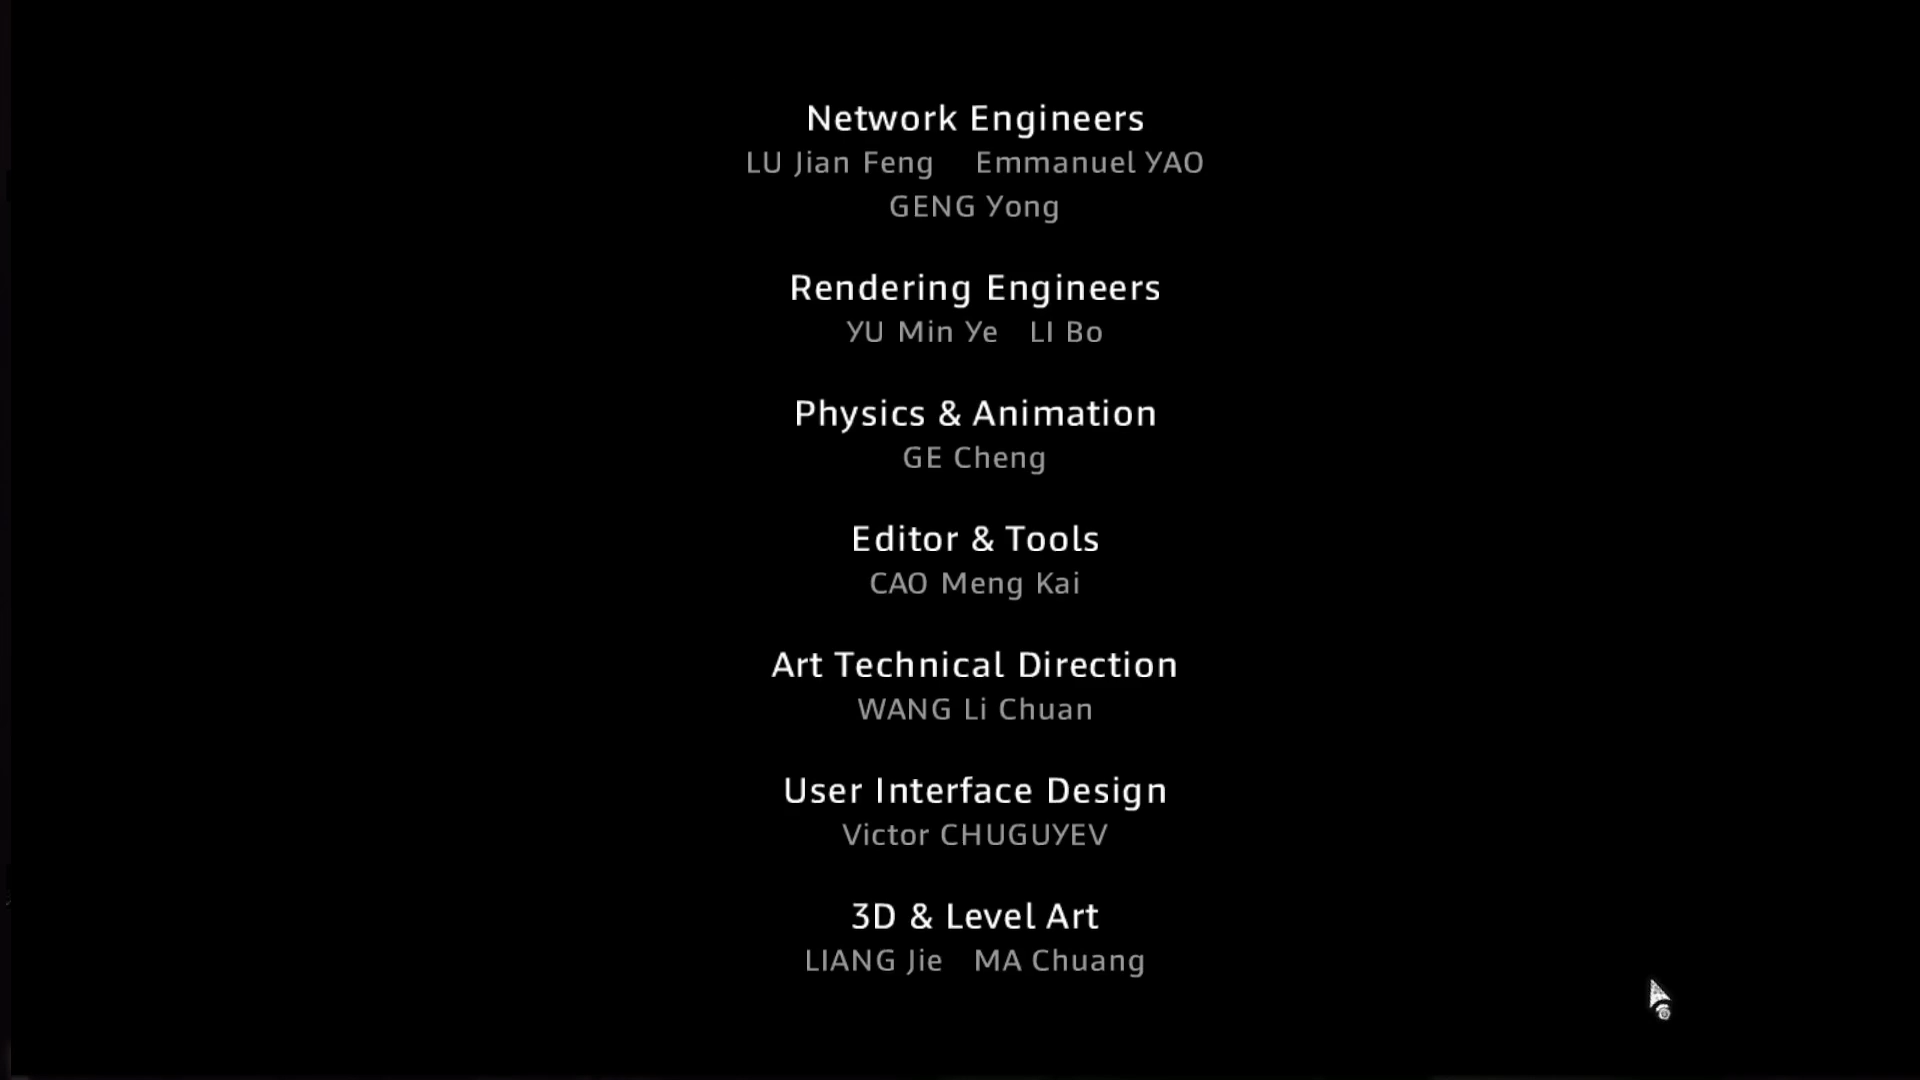 Network Engineers
LU Jian Feng Emmanuel YAO
GENG Yong
Rendering Engineers
YU Min Ye LI Bo
Physics & Animation
GE Cheng
Editor & Tools
CAO Meng Kai
Art Technical Direction
WANG Li Chuan
User Interface Design
Victor CHUGUYEV
3D & Level Art
LIANG Jie MA Chuang